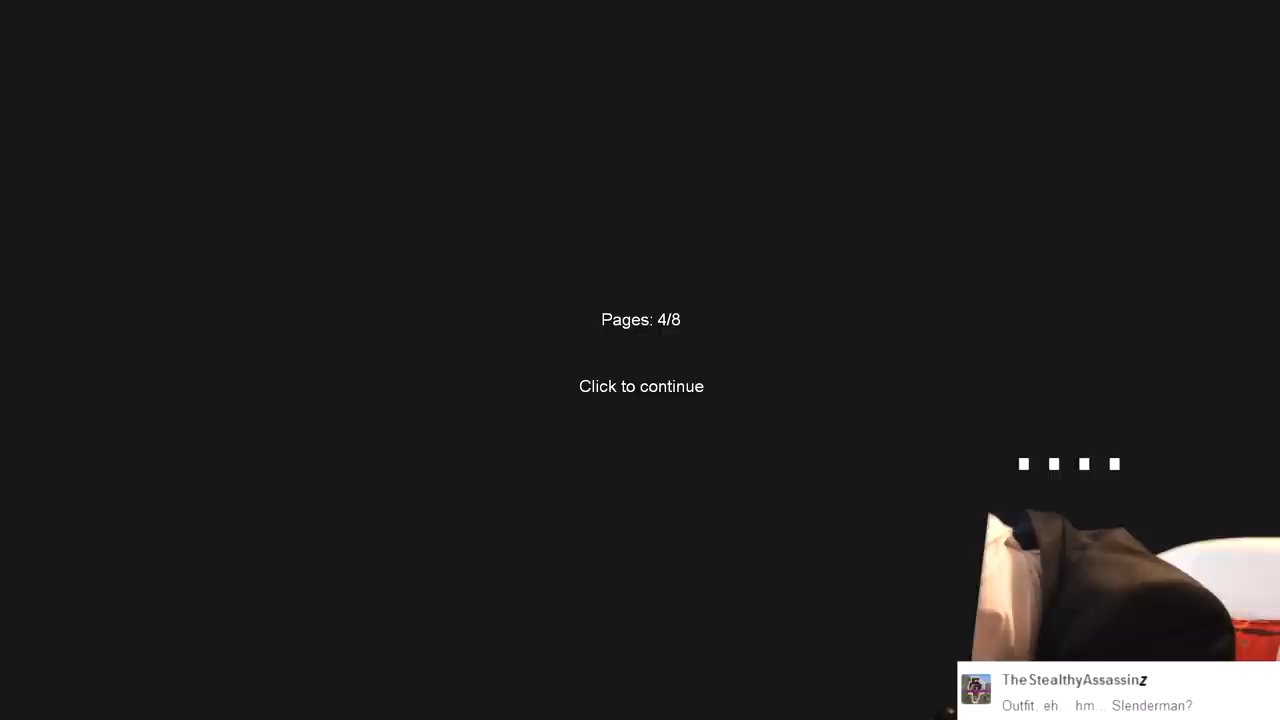 Pages: 4/8
Click to continue
TheStealthyAssassinz
Outfit, eh... hm... Slenderman?